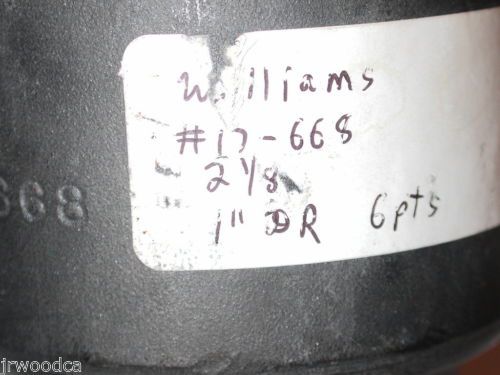 Williams
#17-668
2 1/8
1" DR 6pts
668
jrwoodca